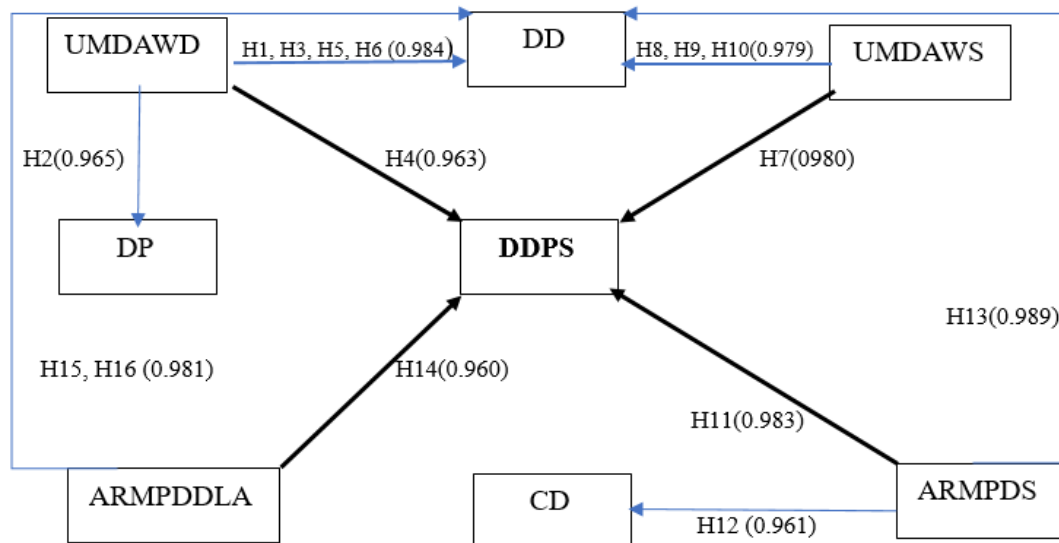 UMDAWD
H1, H3, H5, H6 (0.984)
DD
H8, H9, H10(0.979)
UMDAWS
H2(0.965)
H4(0.963)
H7(0980)
DP
DDPS
H13(0.989)
H15, H16 (0.981)
H14(0.960)
H11(0.983)
ARMPDDLA
CD
H12 (0.961)
ARMPDS